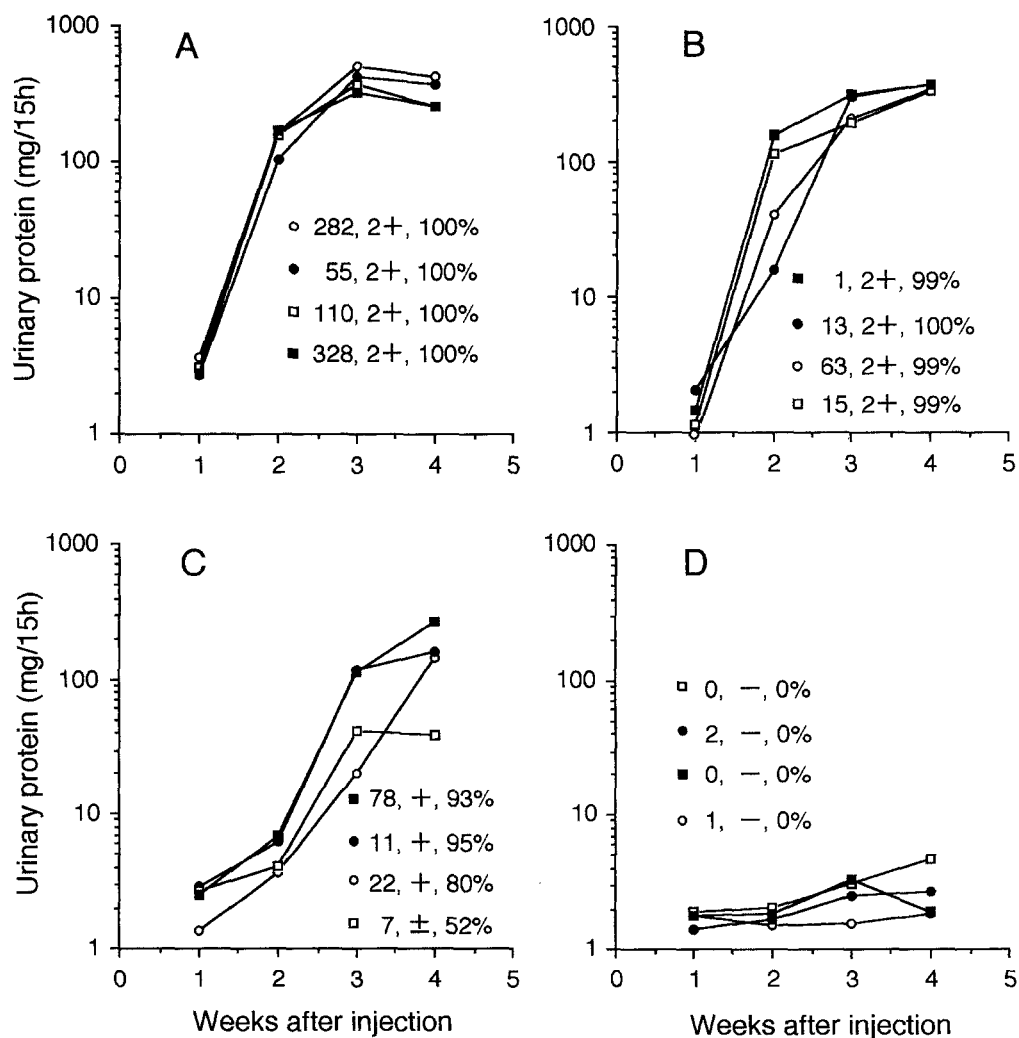 A
1000
100
10
1
0 1 2 3 4 5
Urinary protein (mg/15h)
282, 2+, 100%
55, 2+, 100%
110, 2+, 100%
328, 2+, 100%
B
1000
100
10
1
0 1 2 3 4 5
1, 2+, 99%
13, 2+, 100%
63, 2+, 99%
15, 2+, 99%
C
1000
100
10
1
0 1 2 3 4 5
Urinary protein (mg/15h)
78, +, 93%
11, +, 95%
22, +, 80%
7, ±, 52%
Weeks after injection
D
1000
100
10
1
0 1 2 3 4 5
0, −, 0%
2, −, 0%
0, −, 0%
1, −, 0%
Weeks after injection